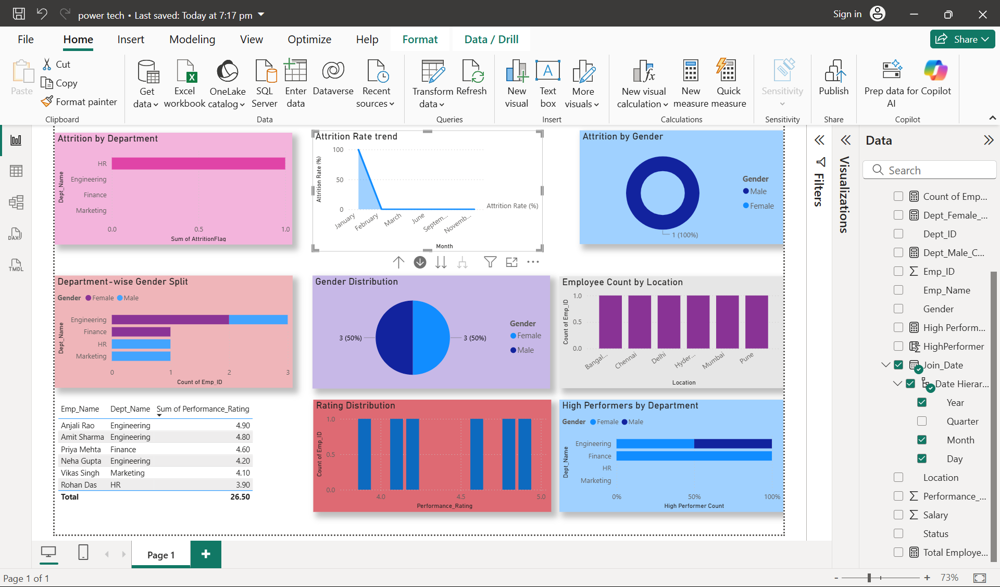 power tech • Last saved: Today at 7:17 pm
Sign in
File Home Insert Modeling View Optimize Help Format Data / Drill
Share
Paste
Cut
Copy
Format painter
Clipboard
Get data
Excel workbook
OneLake catalog
SQL Server
Enter data
Dataverse
Recent sources
Data
Transform data
Refresh
Queries
New visual
Text box
More visuals
Insert
New visual calculation
New measure
Quick measure
Calculations
Sensitivity
Sensitivity
Publish
Share
Prep data for AI
Copilot
Copilot
DAX
TMDL
Attrition by Department
Dept_Name
HR
Engineering
Finance
Marketing
0.0 0.5 1.0
Sum of AttritionFlag
Attrition Rate trend
Attrition Rate (%)
100
50
0
January February March June Septem... Novemb...
Month
Attrition Rate (%)
Attrition by Gender
Gender
Male
Female
1 (100%)
Department-wise Gender Split
Gender Female Male
Dept_Name
Engineering
Finance
HR
Marketing
0 1 2 3
Count of Emp_ID
Gender Distribution
3 (50%)
3 (50%)
Gender
Female
Male
Employee Count by Location
Count of Emp_ID
1.0
0.5
0.0
Bangal... Chennai Delhi Hyder... Mumbai Pune
Location
Emp_Name Dept_Name Sum of Performance_Rating
Anjali Rao Engineering 4.90
Amit Sharma Engineering 4.80
Priya Mehta Finance 4.60
Neha Gupta Engineering 4.20
Vikas Singh Marketing 4.10
Rohan Das HR 3.90
Total 26.50
Rating Distribution
Count of Emp_ID
1.0
0.5
0.0
4.0 4.5 5.0
Performance_Rating
High Performers by Department
Gender Female Male
Dept_Name
Engineering
Finance
HR
Marketing
0% 50% 100%
High Performer Count
Filters
Visualizations
Data
Search
Count of Emp...
Dept_Female_...
Dept_ID
Dept_Male_C...
Emp_ID
Emp_Name
Gender
High Perform...
HighPerformer
Join_Date
Date Hierar...
Year
Quarter
Month
Day
Location
Performance_...
Salary
Status
Total Employe...
Page 1
+
Page 1 of 1
- + 73%